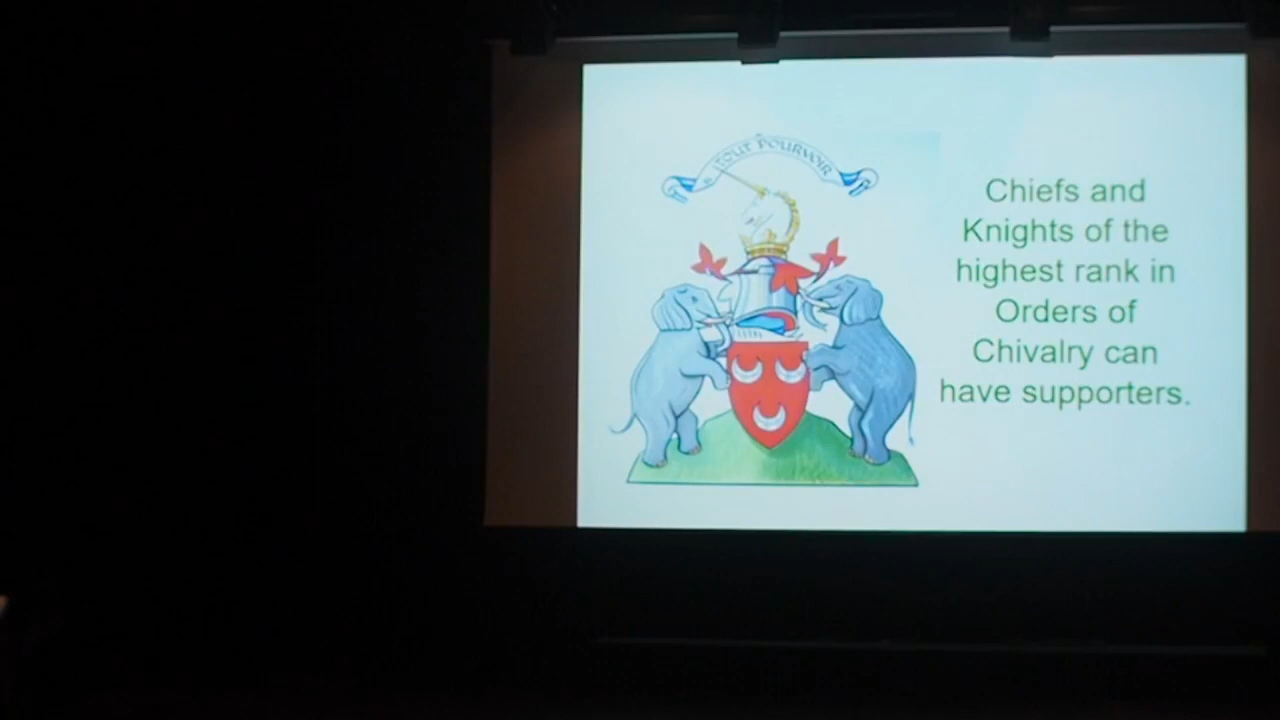 TOUT POURVOIR
Chiefs and
Knights of the
highest rank in
Orders of
Chivalry can
have supporters.